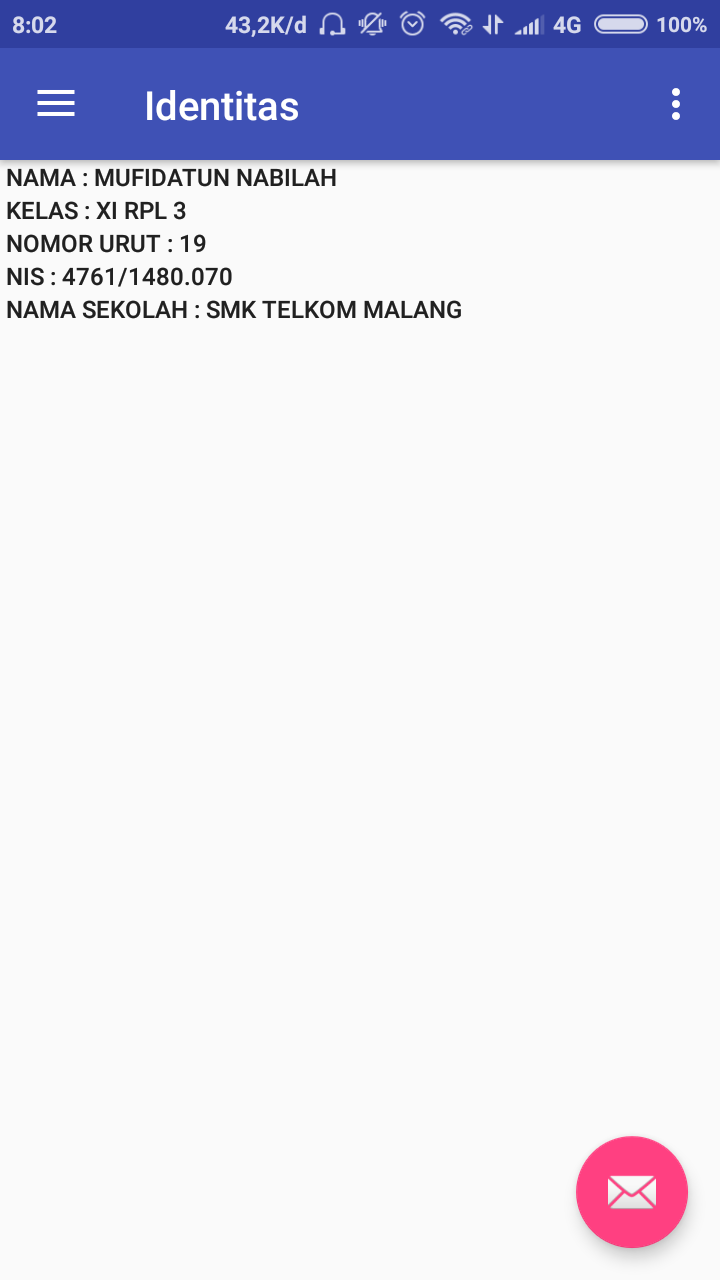 8:02 43,2K/d 4G 100%
Identitas
NAMA : MUFIDATUN NABILAH
KELAS : XI RPL 3
NOMOR URUT : 19
NIS : 4761/1480.070
NAMA SEKOLAH : SMK TELKOM MALANG